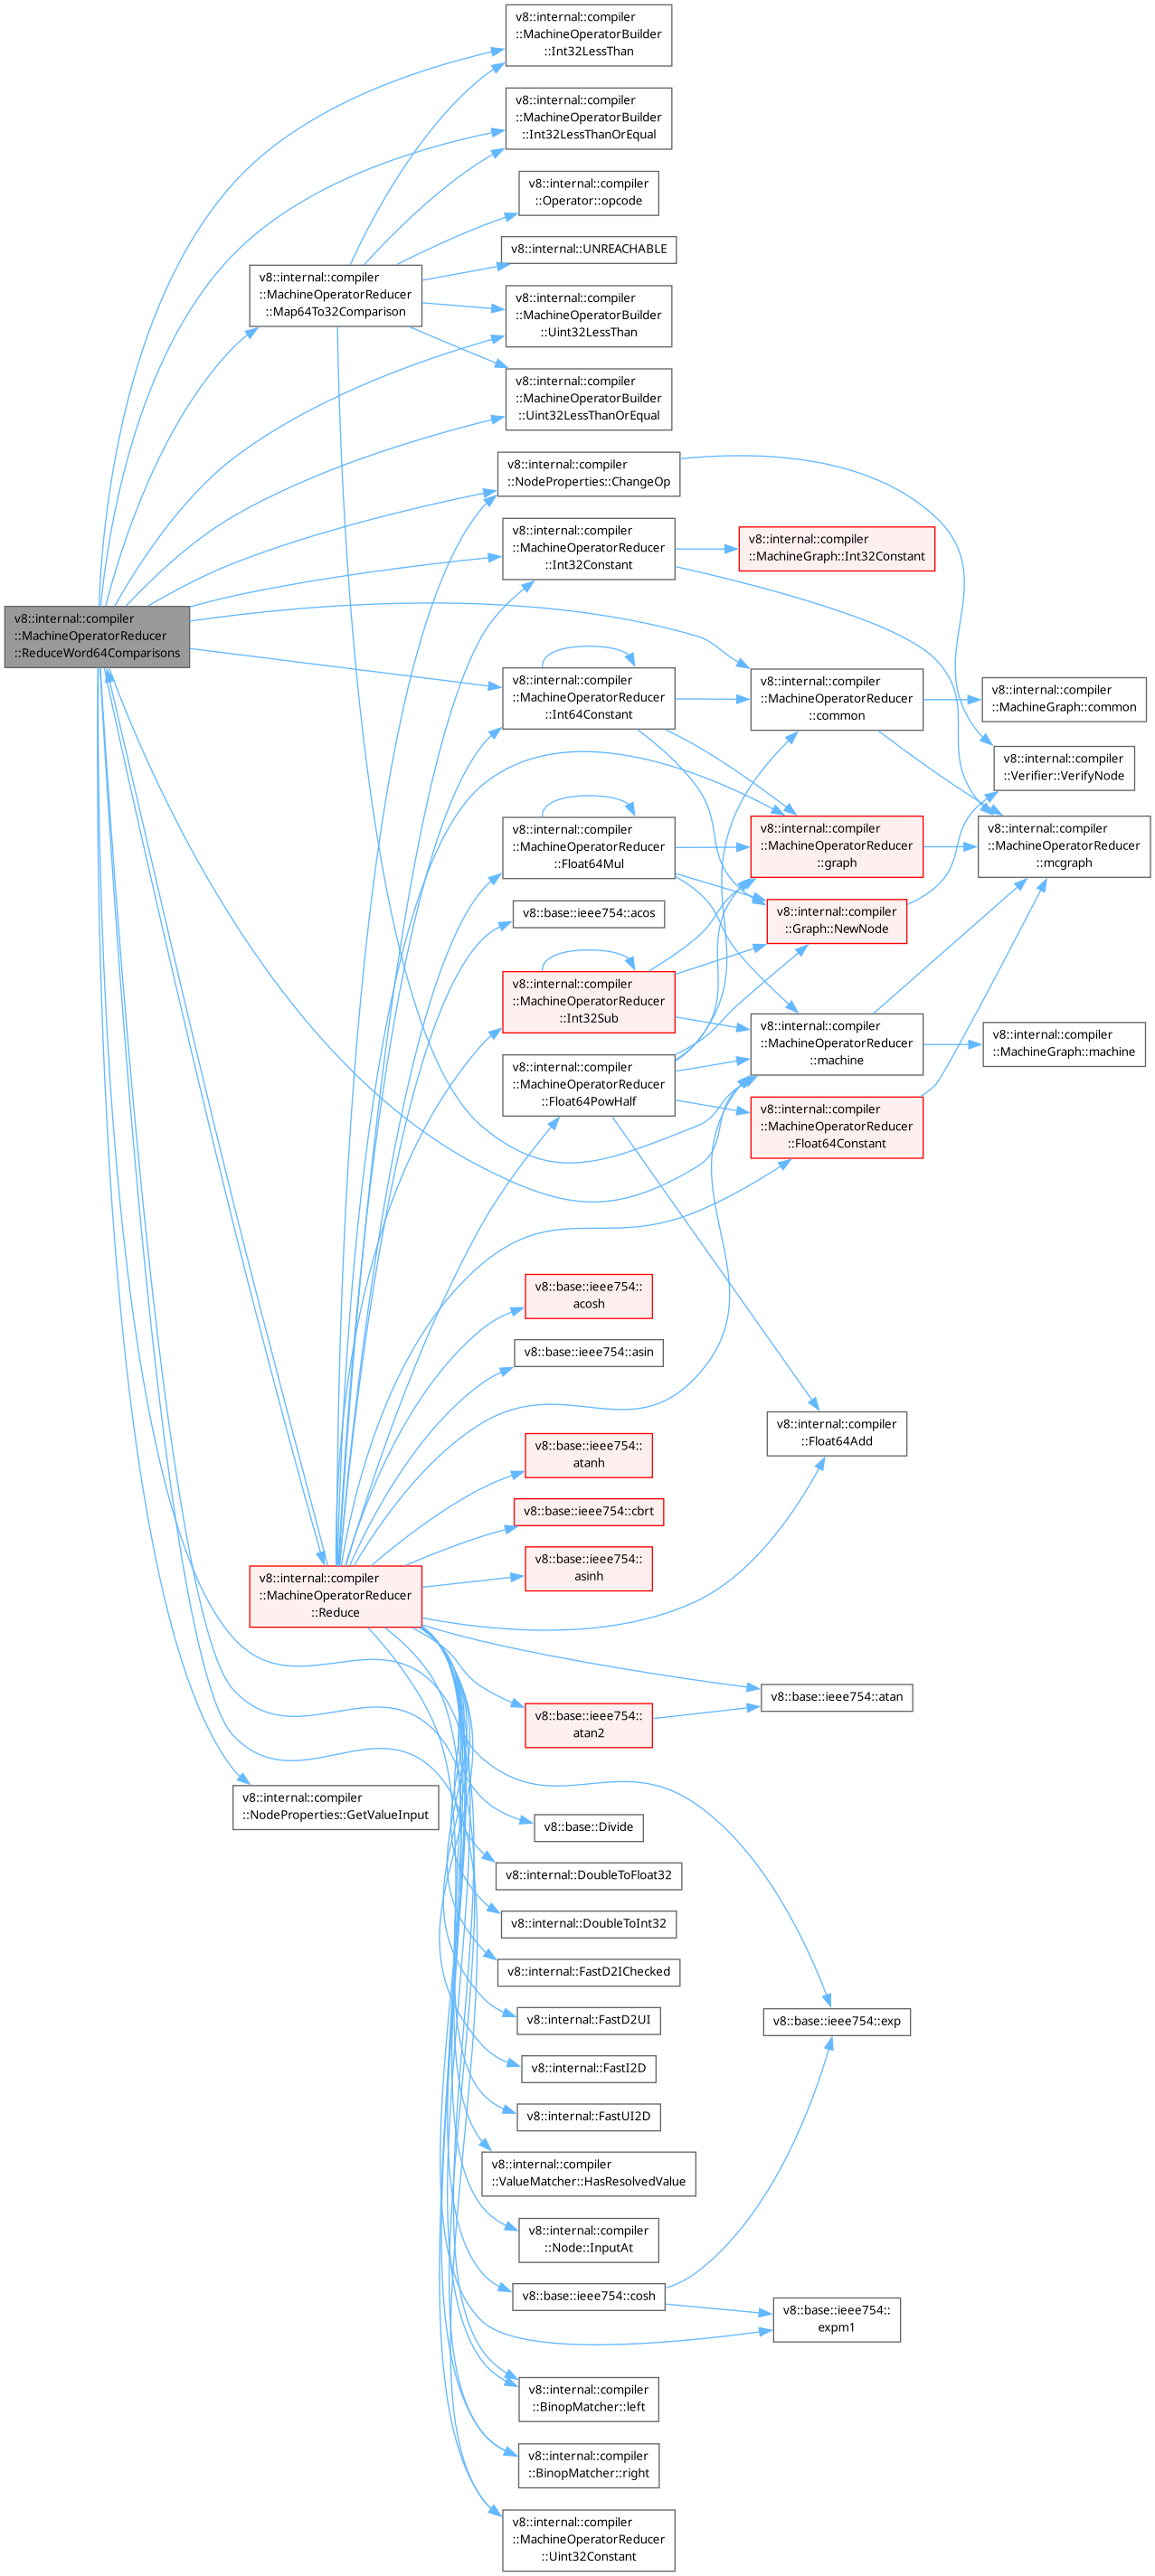 v8::internal::compiler
::MachineOperatorBuilder
::Int32LessThan
v8::internal::compiler
::MachineOperatorBuilder
::Int32LessThanOrEqual
v8::internal::compiler
::Operator::opcode
v8::internal::UNREACHABLE
v8::internal::compiler
::MachineOperatorReducer
::Map64To32Comparison
v8::internal::compiler
::MachineOperatorBuilder
::Uint32LessThan
v8::internal::compiler
::MachineOperatorBuilder
::Uint32LessThanOrEqual
v8::internal::compiler
::NodeProperties::ChangeOp
v8::internal::compiler
::MachineOperatorReducer
::Int32Constant
v8::internal::compiler
::MachineGraph::Int32Constant
v8::internal::compiler
::MachineOperatorReducer
::ReduceWord64Comparisons
v8::internal::compiler
::MachineOperatorReducer
::Int64Constant
v8::internal::compiler
::MachineOperatorReducer
::common
v8::internal::compiler
::MachineGraph::common
v8::internal::compiler
::Verifier::VerifyNode
v8::internal::compiler
::MachineOperatorReducer
::Float64Mul
v8::internal::compiler
::MachineOperatorReducer
::graph
v8::internal::compiler
::MachineOperatorReducer
::mcgraph
v8::base::ieee754::acos
v8::internal::compiler
::Graph::NewNode
v8::internal::compiler
::MachineOperatorReducer
::Int32Sub
v8::internal::compiler
::MachineOperatorReducer
::machine
v8::internal::compiler
::MachineGraph::machine
v8::internal::compiler
::MachineOperatorReducer
::Float64PowHalf
v8::internal::compiler
::MachineOperatorReducer
::Float64Constant
v8::base::ieee754::
acosh
v8::base::ieee754::asin
v8::internal::compiler
::Float64Add
v8::base::ieee754::
atanh
v8::base::ieee754::cbrt
v8::base::ieee754::
asinh
v8::internal::compiler
::MachineOperatorReducer
::Reduce
v8::base::ieee754::atan
v8::base::ieee754::
atan2
v8::internal::compiler
::NodeProperties::GetValueInput
v8::base::Divide
v8::internal::DoubleToFloat32
v8::internal::DoubleToInt32
v8::internal::FastD2IChecked
v8::internal::FastD2UI
v8::base::ieee754::exp
v8::internal::FastI2D
v8::internal::FastUI2D
v8::internal::compiler
::ValueMatcher::HasResolvedValue
v8::internal::compiler
::Node::InputAt
v8::base::ieee754::cosh
v8::base::ieee754::
expm1
v8::internal::compiler
::BinopMatcher::left
v8::internal::compiler
::BinopMatcher::right
v8::internal::compiler
::MachineOperatorReducer
::Uint32Constant